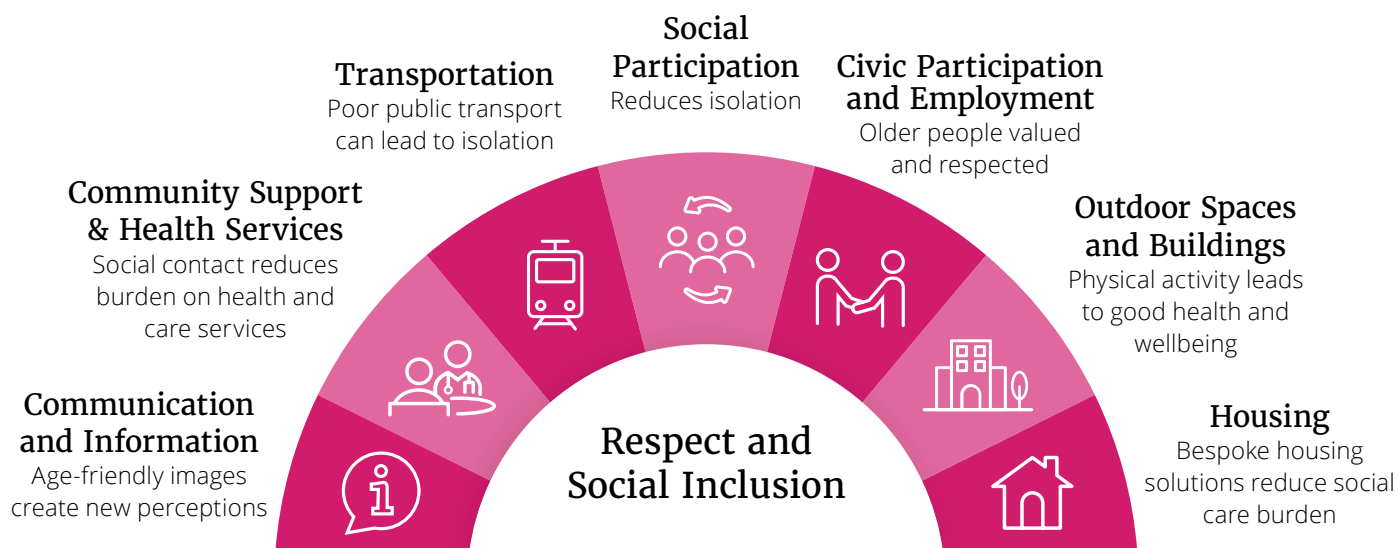 Social
Participation
Reduces isolation
Transportation
Poor public transport
can lead to isolation
Civic Participation
and Employment
Older people valued
and respected
Community Support
& Health Services
Social contact reduces
burden on health and
care services
Outdoor Spaces
and Buildings
Physical activity leads
to good health and
wellbeing
Communication
and Information
Age-friendly images
create new perceptions
Housing
Bespoke housing
solutions reduce social
care burden
Respect and
Social Inclusion